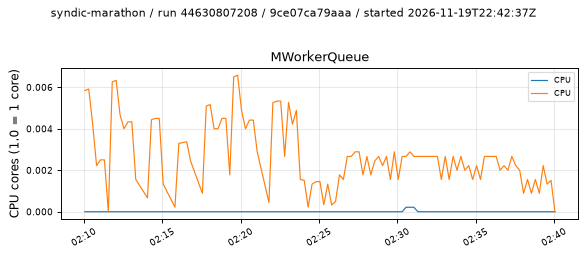 syndic-marathon / run 44630807208 / 9ce07ca79aaa / started 2026-11-19T22:42:37Z
MWorkerQueue
CPU cores (1.0 = 1 core)
0.006
0.004
0.002
0.000
CPU
CPU
02:10
02:15
02:20
02:25
02:30
02:35
02:40